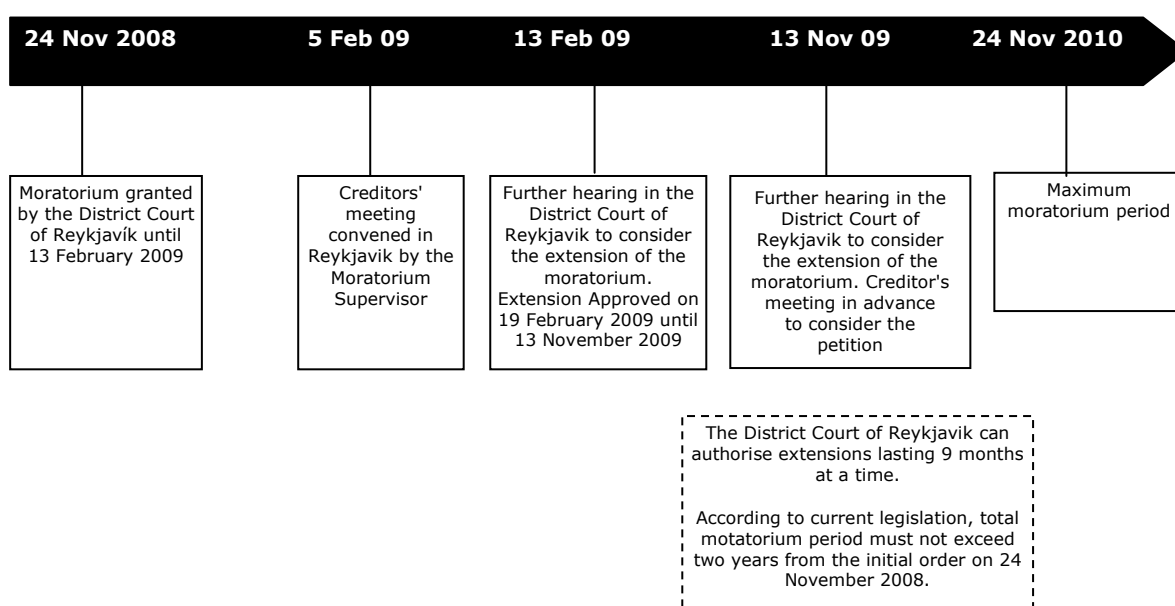 24 Nov 2008
5 Feb 09
13 Feb 09
13 Nov 09
24 Nov 2010
Moratorium granted
by the District Court
of Reykjavík until
13 February 2009
Creditors'
meeting
convened in
Reykjavik by the
Moratorium
Supervisor
Further hearing in the
District Court of
Reykjavik to consider
the extension of the
moratorium.
Extension Approved on
19 February 2009 until
13 November 2009
Further hearing in the
District Court of
Reykjavik to consider
the extension of the
moratorium. Creditor's
meeting in advance
to consider the
petition
Maximum
moratorium period
The District Court of Reykjavik can
authorise extensions lasting 9 months
at a time.
According to current legislation, total
motatorium period must not exceed
two years from the initial order on 24
November 2008.